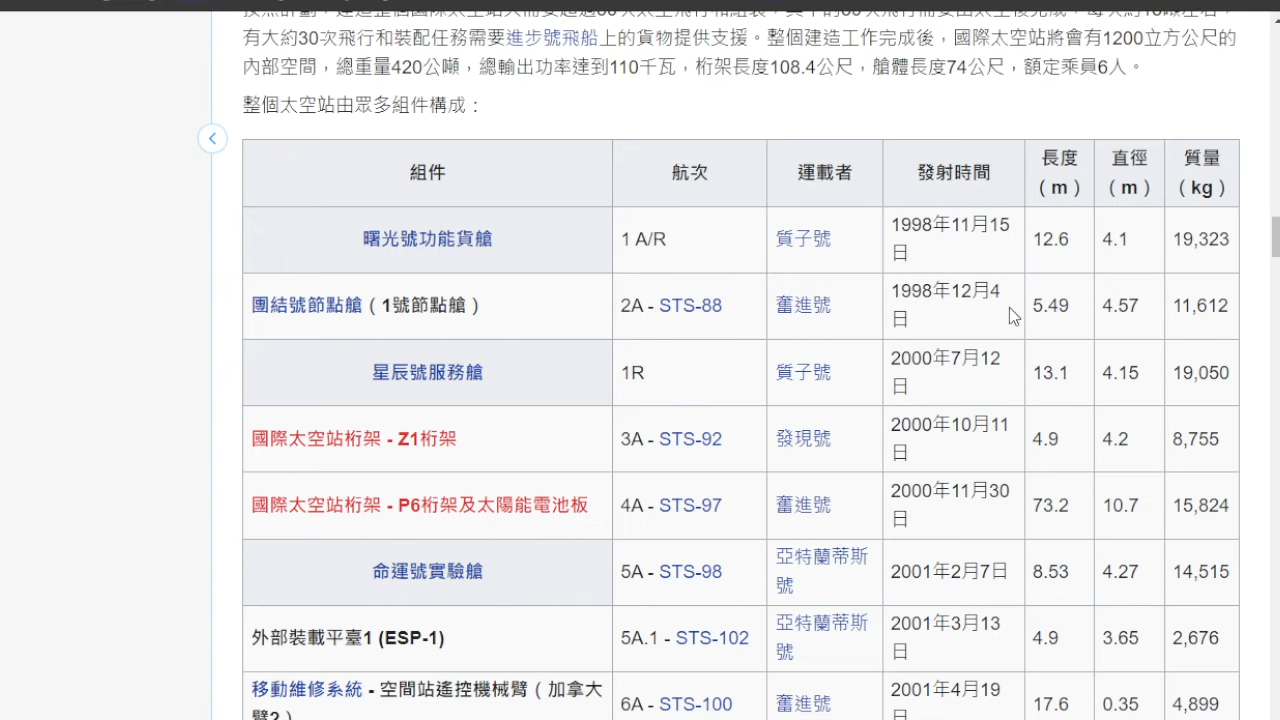 有大約30次飛行和裝配任務需要進步號飛船上的貨物提供支援。整個建造工作完成後，國際太空站將會有1200立方公尺的
內部空間，總重量420公噸，總輸出功率達到110千瓦，桁架長度108.4公尺，艙體長度74公尺，額定乘員6人。
整個太空站由眾多組件構成：
組件 航次 運載者 發射時間 長度（m） 直徑（m） 質量（kg）
曙光號功能貨艙 1 A/R 質子號 1998年11月15日 12.6 4.1 19,323
團結號節點艙（1號節點艙） 2A - STS-88 奮進號 1998年12月4日 5.49 4.57 11,612
星辰號服務艙 1R 質子號 2000年7月12日 13.1 4.15 19,050
國際太空站桁架 - Z1桁架 3A - STS-92 發現號 2000年10月11日 4.9 4.2 8,755
國際太空站桁架 - P6桁架及太陽能電池板 4A - STS-97 奮進號 2000年11月30日 73.2 10.7 15,824
命運號實驗艙 5A - STS-98 亞特蘭蒂斯號 2001年2月7日 8.53 4.27 14,515
外部裝載平臺1 (ESP-1) 5A.1 - STS-102 亞特蘭蒂斯號 2001年3月13日 4.9 3.65 2,676
移動維修系統 - 空間站遙控機械臂（加拿大臂2） 6A - STS-100 奮進號 2001年4月19日 17.6 0.35 4,899